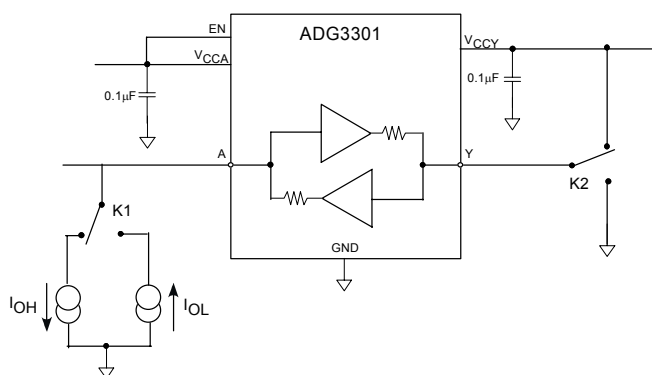 EN
ADG3301
VCCA
VCCY
0.1µF
0.1µF
A
Y
K1
K2
GND
IOH
IOL